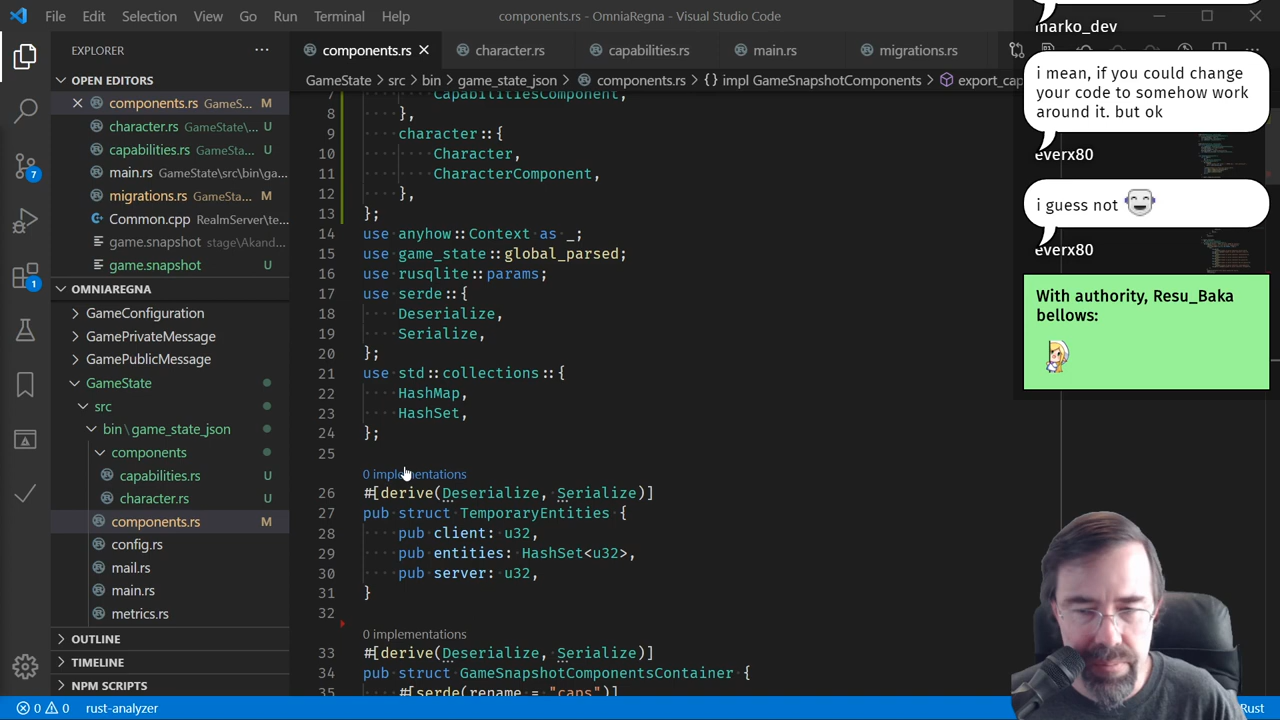 File Edit Selection View Go Run Terminal Help components.rs - OmniaRegna - Visual Studio Code
EXPLORER
OPEN EDITORS
components.rs GameS... M
character.rs GameState\... U
capabilities.rs GameSta... U
main.rs GameState\src\bin\ga...
migrations.rs GameSta... M
Common.cpp RealmServer\te...
game.snapshot stage\Akand...
game.snapshot U
OMNIAREGNA
GameConfiguration
GamePrivateMessage
GamePublicMessage
GameState
src
bin\game_state_json
components
capabilities.rs U
character.rs U
components.rs M
config.rs
mail.rs
main.rs
metrics.rs
OUTLINE
TIMELINE
NPM SCRIPTS
7
1
components.rs character.rs capabilities.rs main.rs migrations.rs
GameState > src > bin > game_state_json > components.rs > {} impl GameSnapshotComponents > export_cap
7 CapabilitiesComponent,
8 },
9 character::{
10 Character,
11 CharacterComponent,
12 },
13 };
14 use anyhow::Context as _;
15 use game_state::global_parsed;
16 use rusqlite::params;
17 use serde::{
18 Deserialize,
19 Serialize,
20 };
21 use std::collections::{
22 HashMap,
23 HashSet,
24 };
25
0 implementations
26 #[derive(Deserialize, Serialize)]
27 pub struct TemporaryEntities {
28 pub client: u32,
29 pub entities: HashSet<u32>,
30 pub server: u32,
31 }
32
0 implementations
33 #[derive(Deserialize, Serialize)]
34 pub struct GameSnapshotComponentsContainer {
35 #[serde(rename = "caps")]
marko_dev
i mean, if you could change
your code to somehow work
around it. but ok
everx80
i guess not
everx80
With authority, Resu_Baka
bellows:
0 0 rust-analyzer Rust